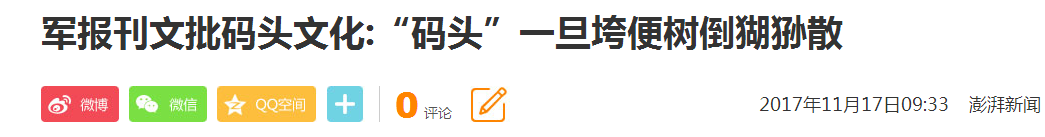 军报刊文批码头文化:“码头”一旦垮便树倒猢狲散
微博 微信 QQ空间 0 评论 2017年11月17日09:33 澎湃新闻